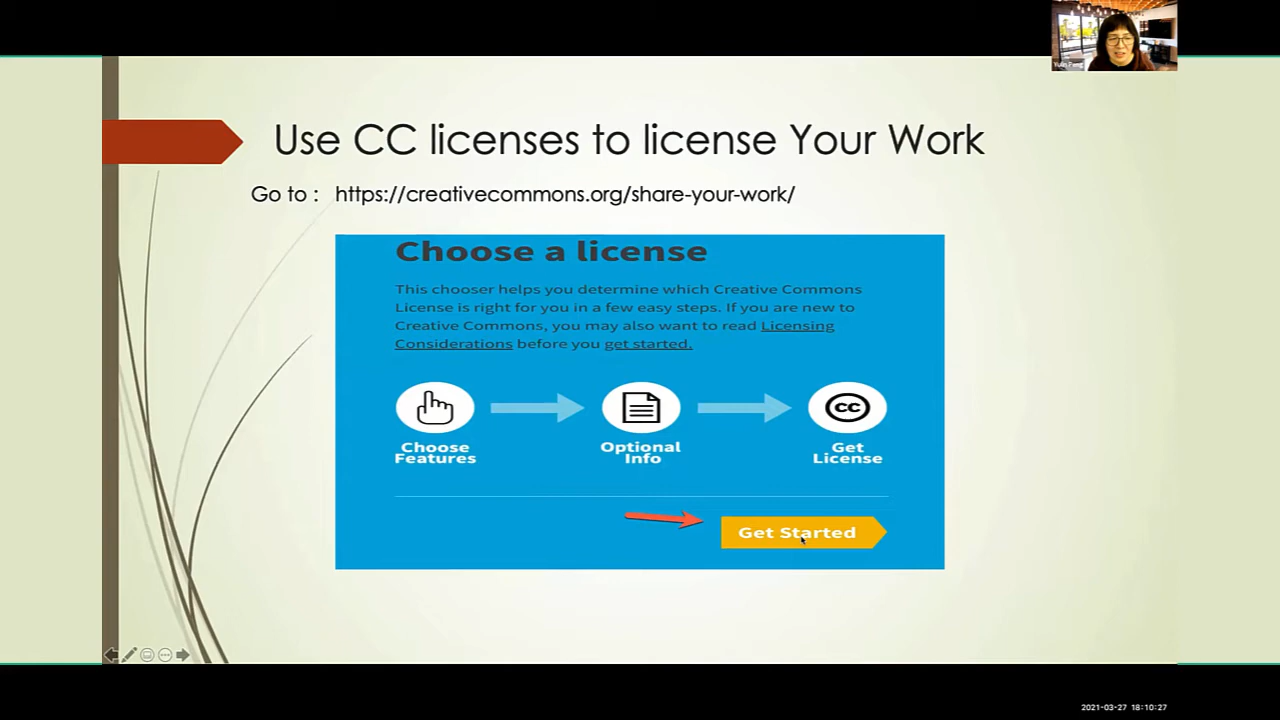 Yulin Feng
Use CC licenses to license Your Work
Go to : https://creativecommons.org/share-your-work/
Choose a license
This chooser helps you determine which Creative Commons
License is right for you in a few easy steps. If you are new to
Creative Commons, you may also want to read Licensing
Considerations before you get started.
Choose
Features
Optional
Info
CC
Get
License
Get Started
2021-03-27 18:10:27